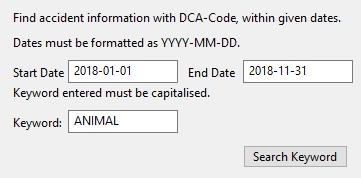 Find accident information with DCA-Code, within given dates.
Dates must be formatted as YYYY-MM-DD.
Start Date 2018-01-01 End Date 2018-11-31
Keyword entered must be capitalised.
Keyword: ANIMAL
Search Keyword